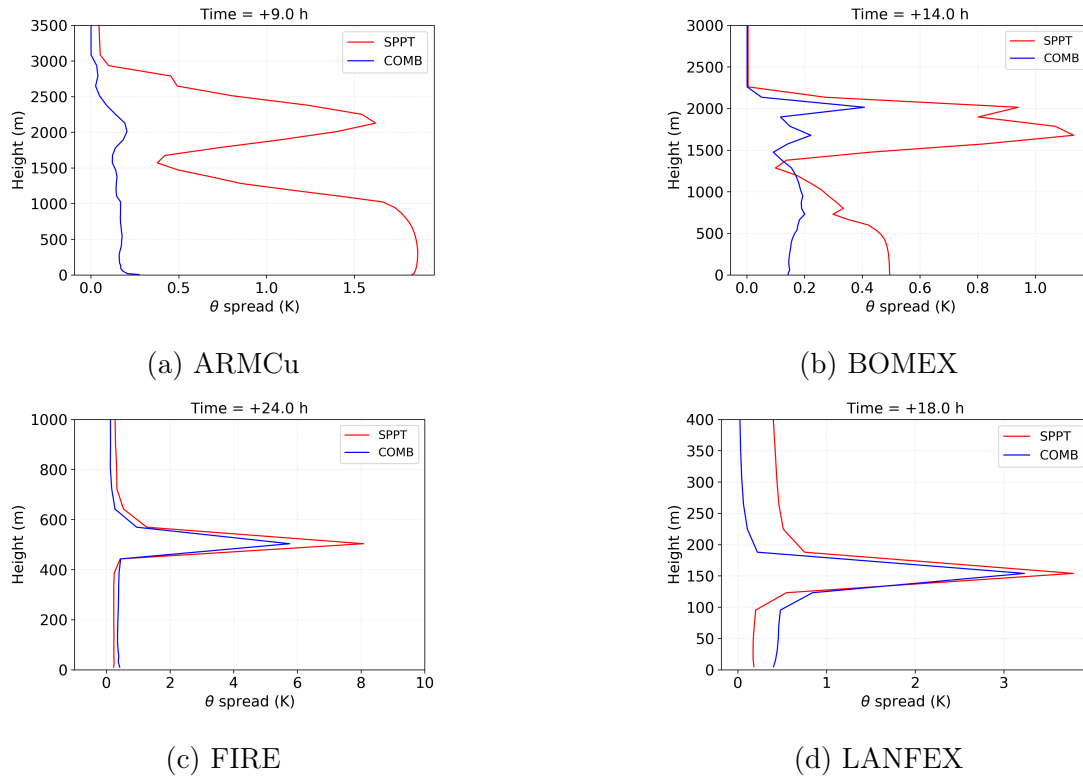 Time = +9.0 h
3500
3000
2500
2000
1500
1000
500
0
Height (m)
SPPT
COMB
0.0 0.5 1.0 1.5
θ spread (K)
(a) ARMCu
Time = +14.0 h
3000
2500
2000
1500
1000
500
0
Height (m)
SPPT
COMB
0.0 0.2 0.4 0.6 0.8 1.0
θ spread (K)
(b) BOMEX
Time = +24.0 h
1000
800
600
400
200
0
Height (m)
SPPT
COMB
0 2 4 6 8 10
θ spread (K)
(c) FIRE
Time = +18.0 h
400
350
300
250
200
150
100
50
0
Height (m)
SPPT
COMB
0 1 2 3
θ spread (K)
(d) LANFEX